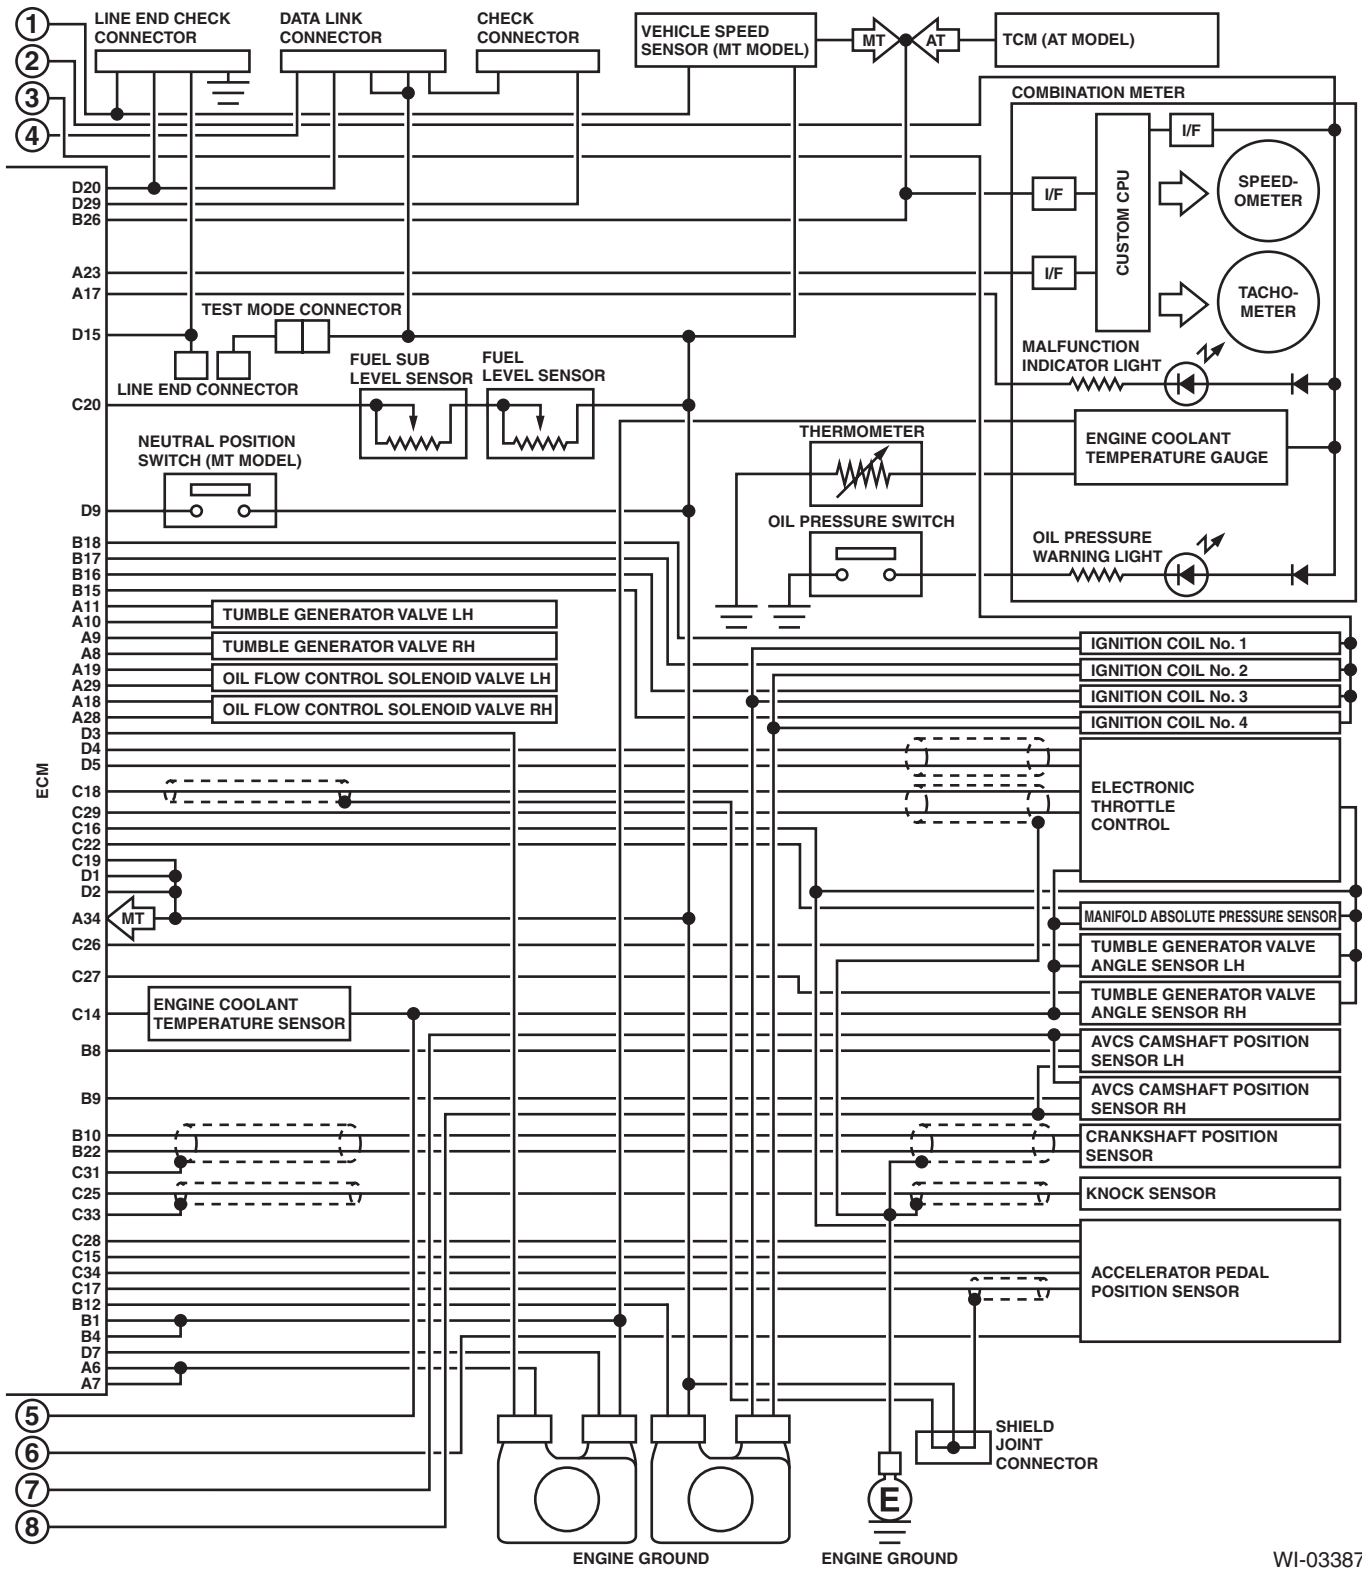 1
LINE END CHECK
CONNECTOR
DATA LINK
CONNECTOR
CHECK
CONNECTOR
VEHICLE SPEED
SENSOR (MT MODEL)
MT
AT
TCM (AT MODEL)
2
3
4
COMBINATION METER
I/F
I/F
I/F
CUSTOM CPU
SPEED-
OMETER
TACHO-
METER
D20
D29
B26
A23
A17
TEST MODE CONNECTOR
D15
LINE END CONNECTOR
FUEL SUB
LEVEL SENSOR
FUEL
LEVEL SENSOR
MALFUNCTION
INDICATOR LIGHT
C20
NEUTRAL POSITION
SWITCH (MT MODEL)
THERMOMETER
ENGINE COOLANT
TEMPERATURE GAUGE
D9
OIL PRESSURE SWITCH
OIL PRESSURE
WARNING LIGHT
B18
B17
B16
B15
A11
A10
TUMBLE GENERATOR VALVE LH
A9
A8
TUMBLE GENERATOR VALVE RH
A19
A29
OIL FLOW CONTROL SOLENOID VALVE LH
A18
A28
OIL FLOW CONTROL SOLENOID VALVE RH
IGNITION COIL No. 1
IGNITION COIL No. 2
IGNITION COIL No. 3
IGNITION COIL No. 4
D3
D4
D5
ECM
C18
C29
C16
C22
C19
D1
D2
A34
MT
ELECTRONIC
THROTTLE
CONTROL
MANIFOLD ABSOLUTE PRESSURE SENSOR
C26
TUMBLE GENERATOR VALVE
ANGLE SENSOR LH
C27
TUMBLE GENERATOR VALVE
ANGLE SENSOR RH
C14
ENGINE COOLANT
TEMPERATURE SENSOR
B8
AVCS CAMSHAFT POSITION
SENSOR LH
B9
AVCS CAMSHAFT POSITION
SENSOR RH
B10
B22
C31
CRANKSHAFT POSITION
SENSOR
C25
C33
KNOCK SENSOR
C28
C15
C34
C17
B12
B1
B4
D7
A6
A7
ACCELERATOR PEDAL
POSITION SENSOR
5
6
7
8
SHIELD
JOINT
CONNECTOR
E
ENGINE GROUND
ENGINE GROUND
WI-03387